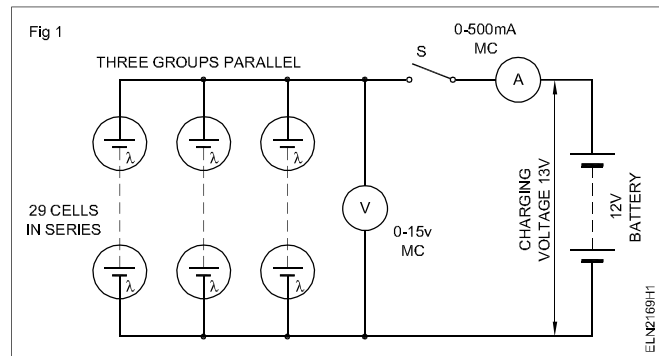 Fig 1
THREE GROUPS PARALLEL
S
0-500mA
MC
A
λ
λ
λ
29 CELLS
IN SERIES
V
0-15v
MC
CHARGING
VOLTAGE 13V
12V
BATTERY
λ
λ
λ
ELN2169H1